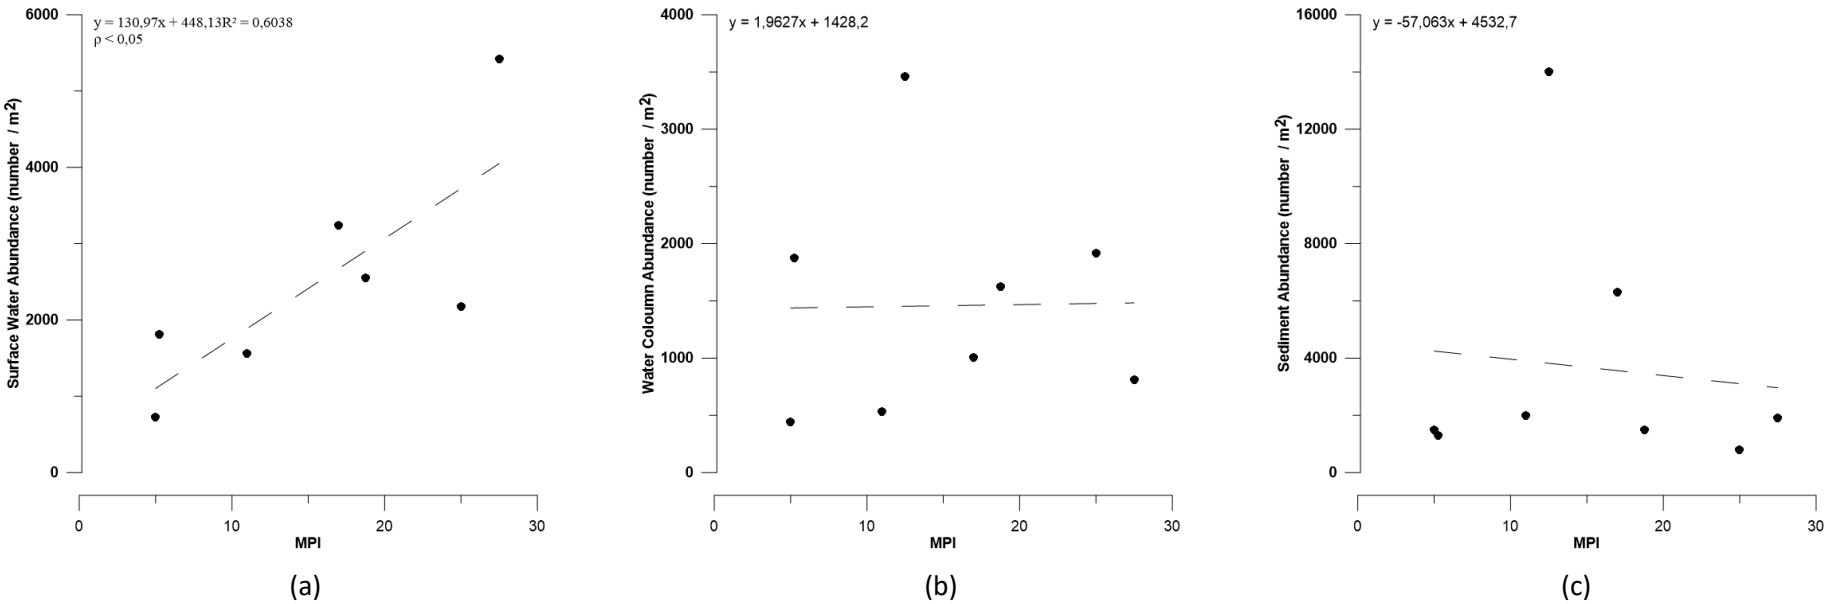 y = 130,97x + 448,13R² = 0,6038
ρ < 0,05
6000
4000
2000
0
Surface Water Abundance (number / m²)
0 10 20 30
MPI
(a)
y = 1,9627x + 1428,2
4000
3000
2000
1000
0
Water Coloumn Abundance (number / m²)
0 10 20 30
MPI
(b)
y = -57,063x + 4532,7
16000
12000
8000
4000
0
Sediment Abundance (number / m²)
0 10 20 30
MPI
(c)